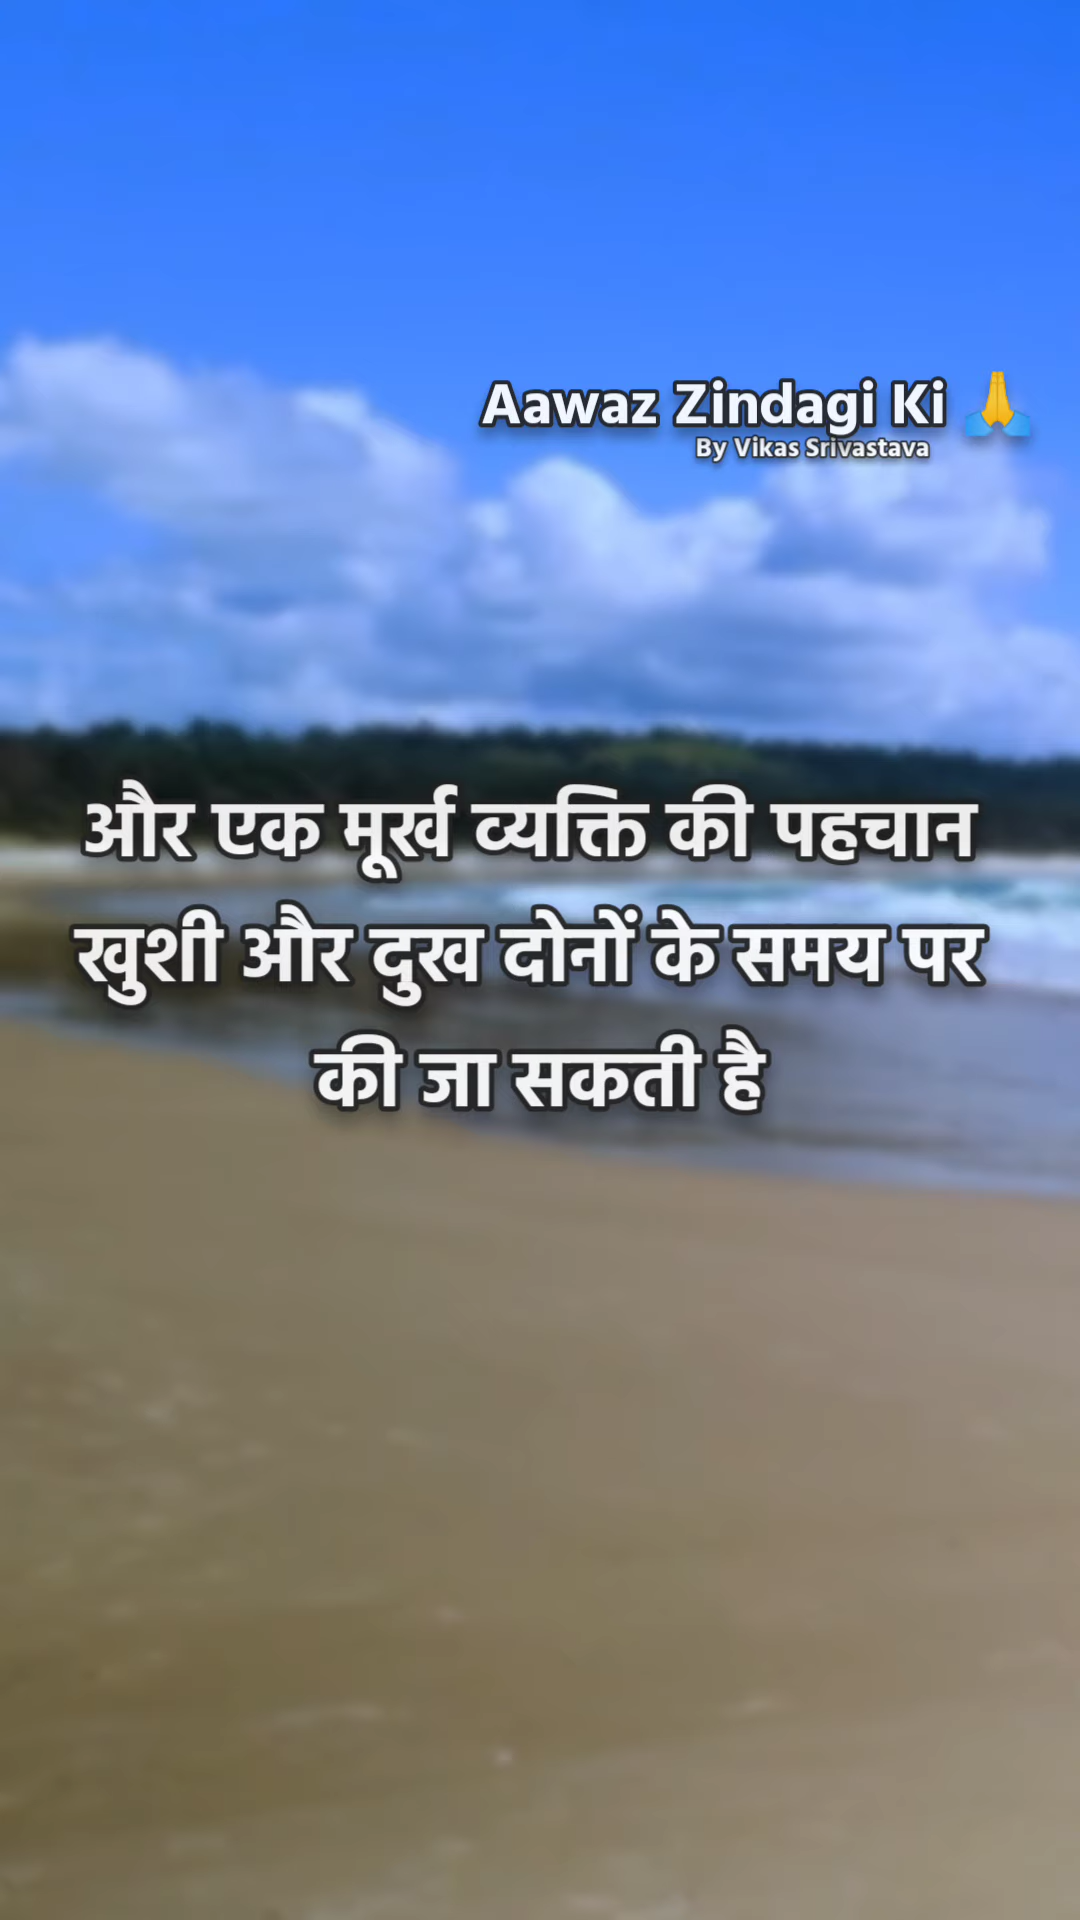 Aawaz Zindagi Ki 🙏
By Vikas Srivastava
और एक मूर्ख व्यक्ति की पहचान
खुशी और दुख दोनों के समय पर
की जा सकती है